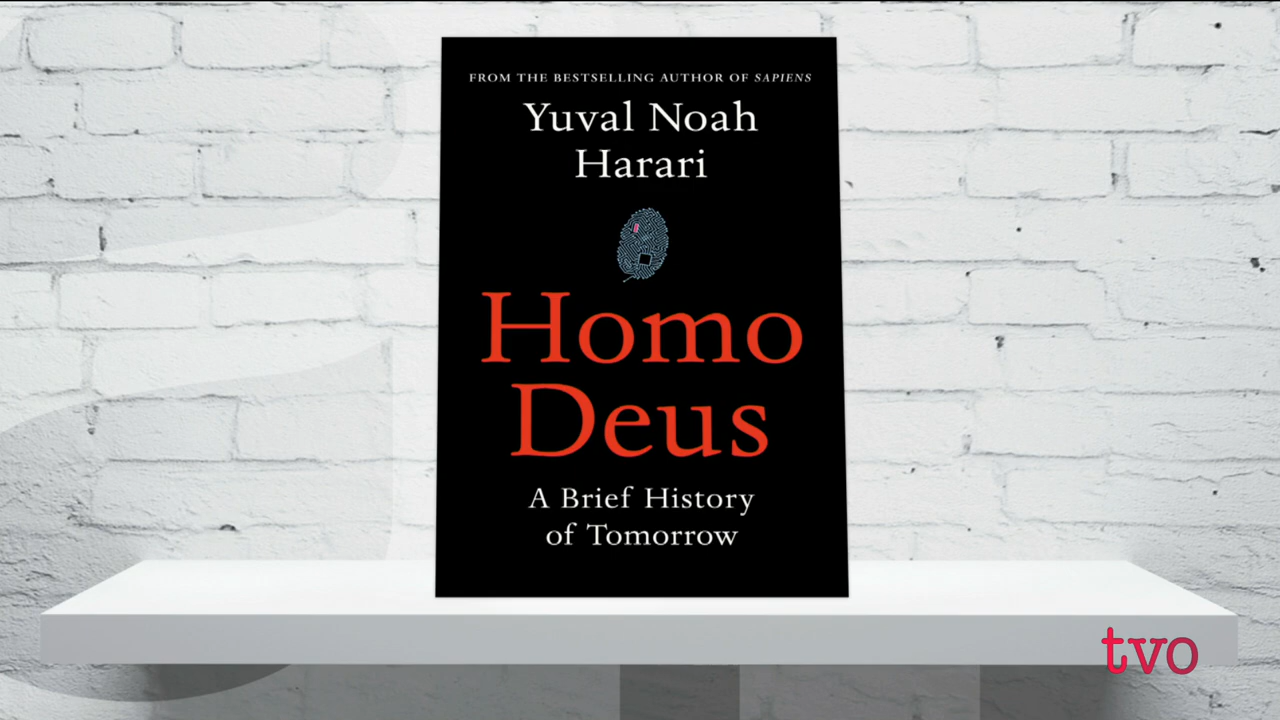 FROM THE BESTSELLING AUTHOR OF SAPIENS
Yuval Noah
Harari
Homo
Deus
A Brief History
of Tomorrow
tvo